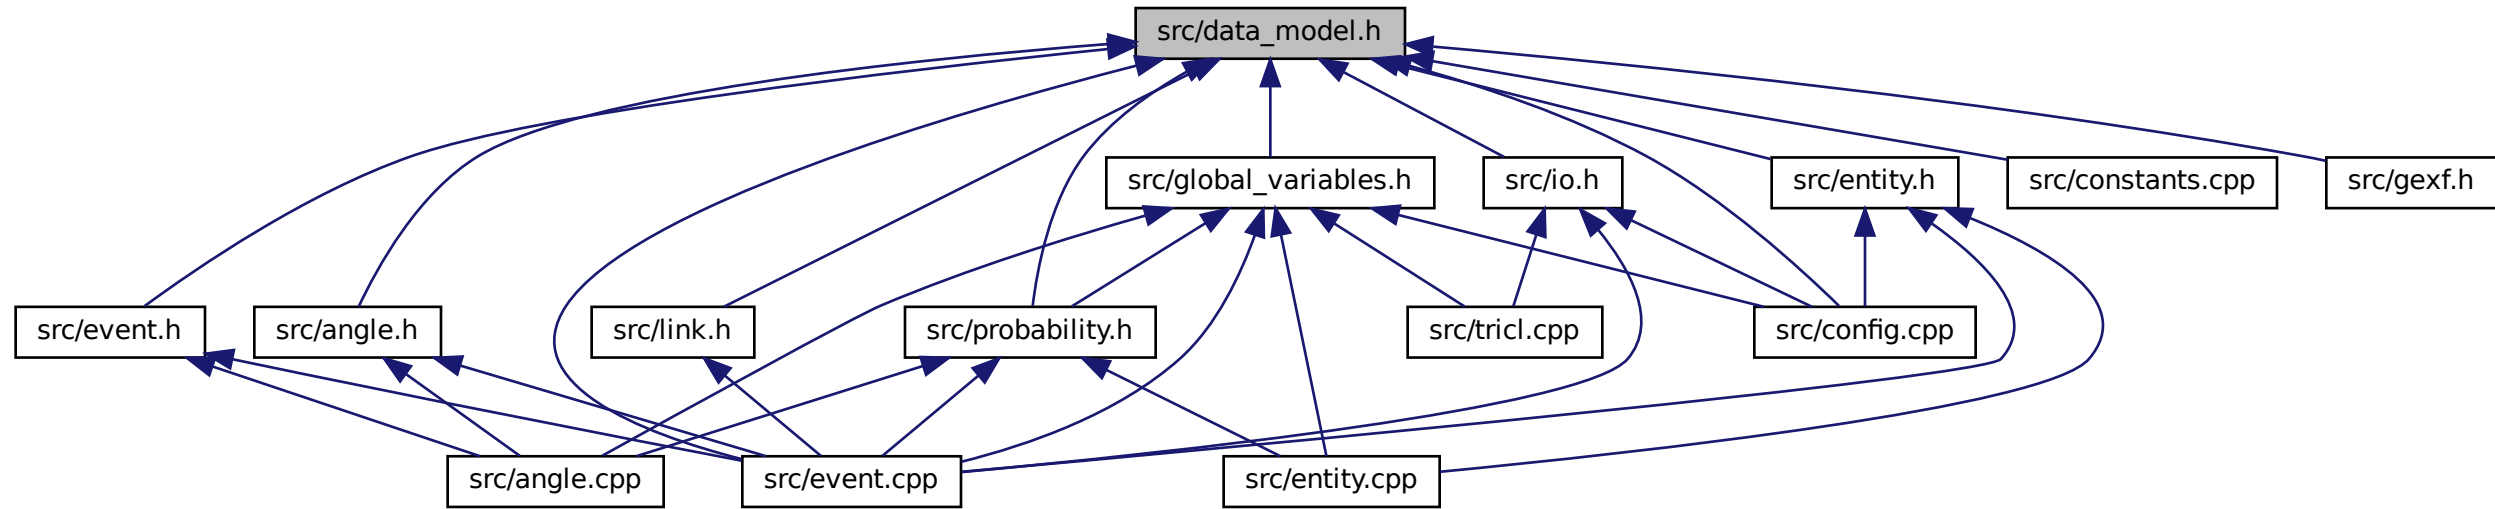 src/data_model.h
src/global_variables.h
src/io.h
src/entity.h
src/constants.cpp
src/gexf.h
src/event.h
src/angle.h
src/link.h
src/probability.h
src/tricl.cpp
src/config.cpp
src/angle.cpp
src/event.cpp
src/entity.cpp